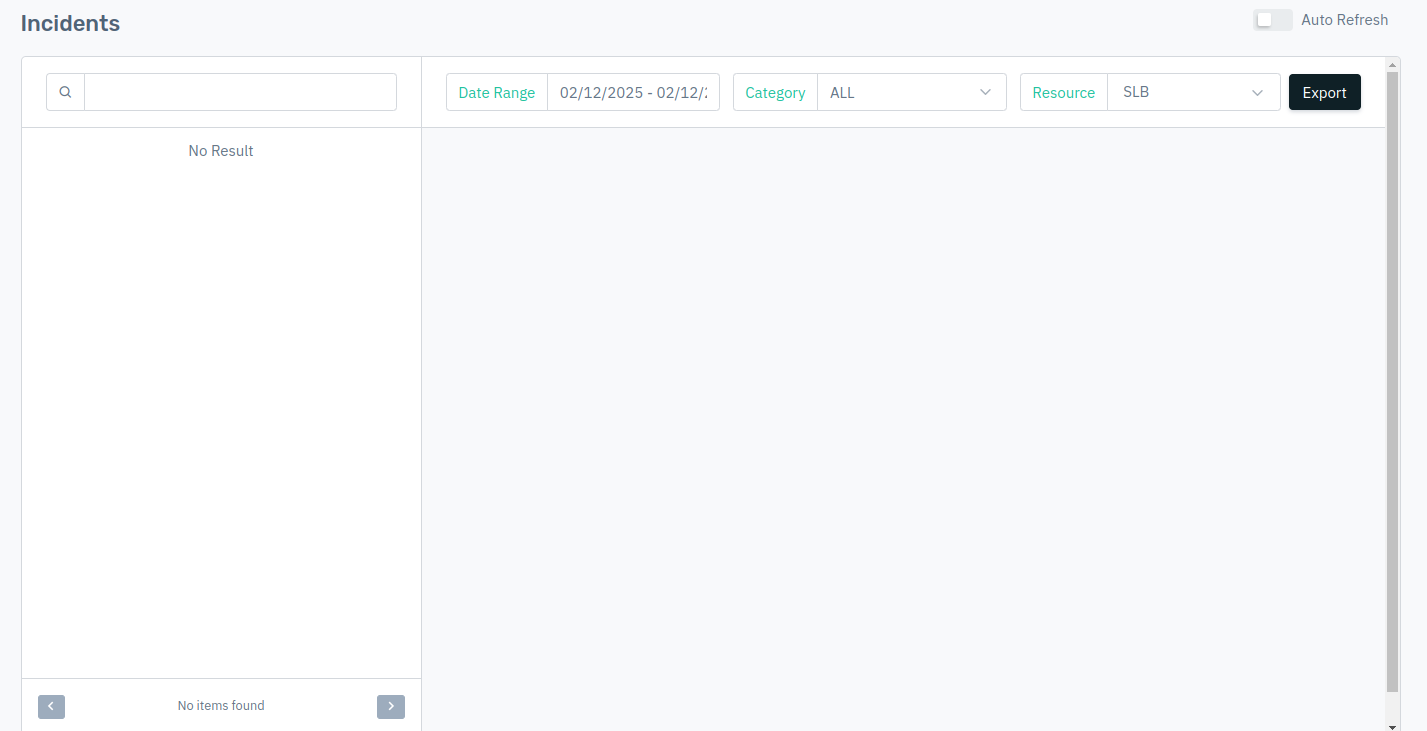 Incidents
Auto Refresh
Date Range
02/12/2025 - 02/12/
Category
ALL
Resource
SLB
Export
No Result
No items found